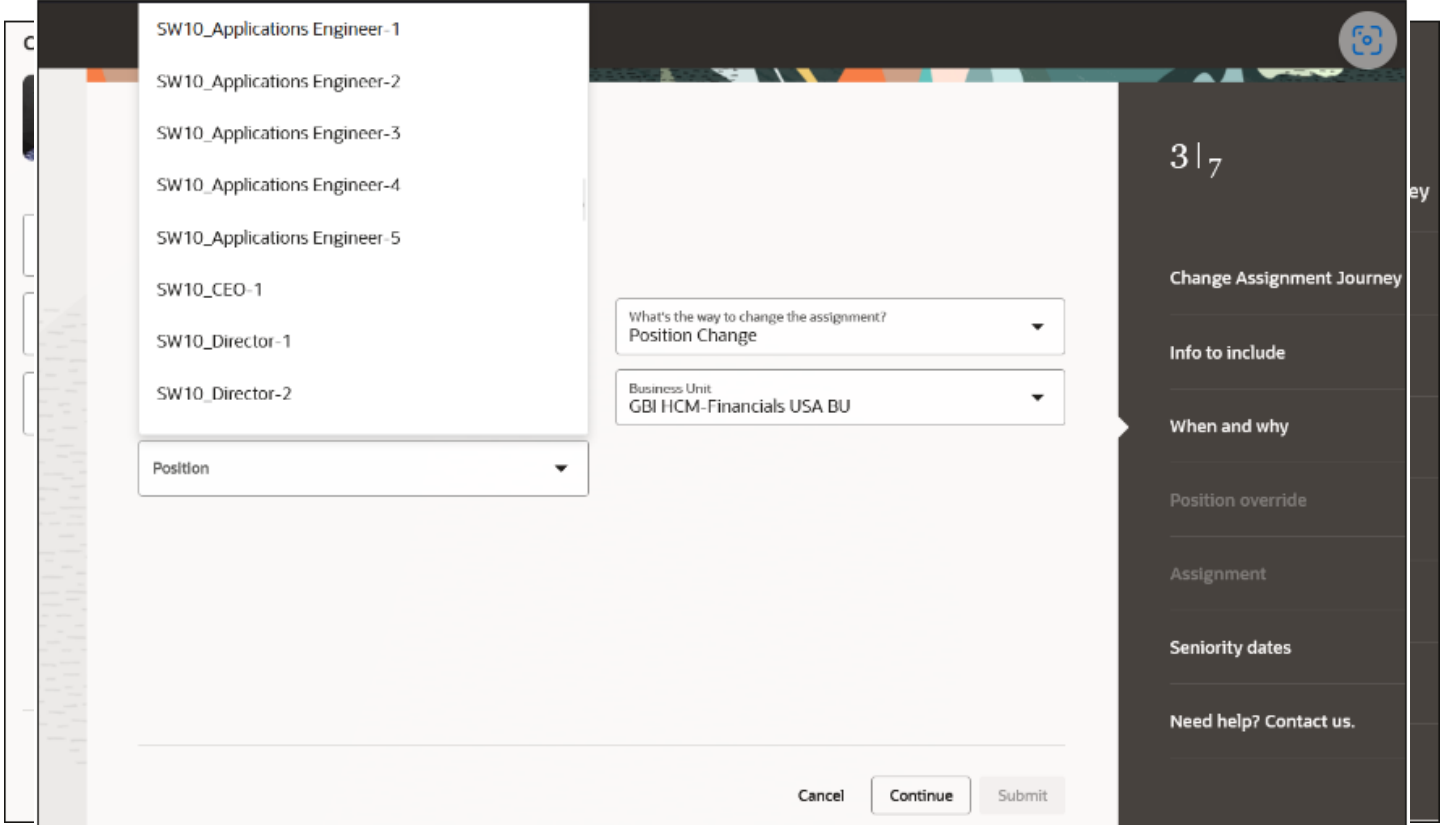 SW10_Applications Engineer-1
SW10_Applications Engineer-2
SW10_Applications Engineer-3
SW10_Applications Engineer-4
SW10_Applications Engineer-5
SW10_CEO-1
SW10_Director-1
SW10_Director-2
Position
What's the way to change the assignment?
Position Change
Business Unit
GBI HCM-Financials USA BU
Cancel
Continue
Submit
3|7
Change Assignment Journey
Info to include
When and why
Position override
Assignment
Seniority dates
Need help? Contact us.
ey